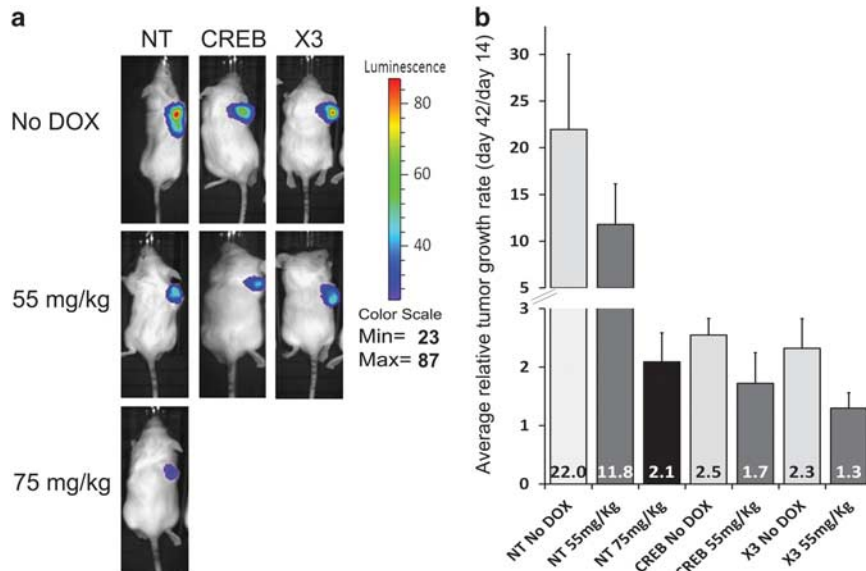 a
NT CREB X3
No DOX
55 mg/kg
75 mg/kg
Luminescence
80
60
40
Color Scale
Min= 23
Max= 87
b
Average relative tumor growth rate (day 42/day 14)
30
25
20
15
10
5
3
2
1
0
22.0 11.8 2.1 2.5 1.7 2.3 1.3
NT No DOX
NT 55mg/Kg
NT 75mg/Kg
CREB No DOX
CREB 55mg/Kg
X3 No DOX
X3 55mg/Kg